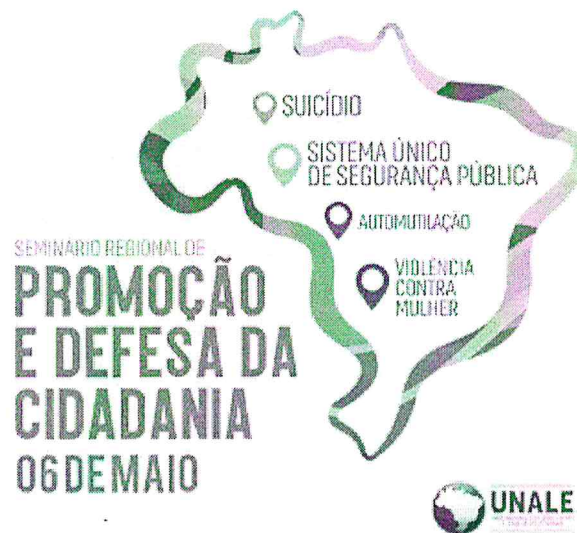 SUICÍDIO
SISTEMA ÚNICO
DE SEGURANÇA PÚBLICA
AUTOMUTILAÇÃO
VIOLÊNCIA
CONTRA
MULHER
SEMINÁRIO REGIONAL DE
PROMOÇÃO
E DEFESA DA
CIDADANIA
06 DE MAIO
UNALE